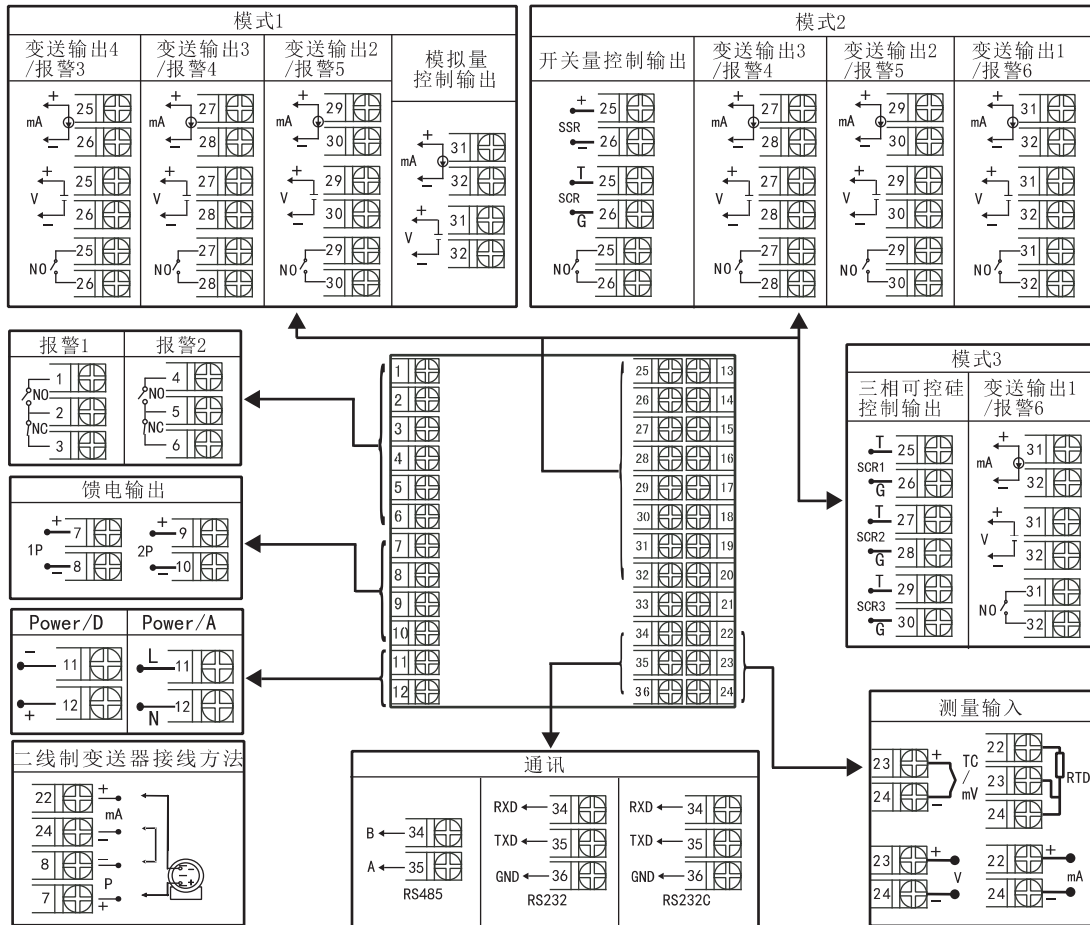 模式1
变送输出4
/报警3
变送输出3
/报警4
变送输出2
/报警5
模拟量
控制输出
+ 25
mA
- 26
+ 25
V
- 26
25
NO
26
+ 27
mA
- 28
+ 27
V
- 28
27
NO
28
+ 29
mA
- 30
+ 29
V
- 30
29
NO
30
+ 31
mA
- 32
+ 31
V
- 32
模式2
开关量控制输出
变送输出3
/报警4
变送输出2
/报警5
变送输出1
/报警6
+ 25
SSR
- 26
T 25
SCR
G 26
25
NO
26
+ 27
mA
- 28
+ 27
V
- 28
27
NO
28
+ 29
mA
- 30
+ 29
V
- 30
29
NO
30
+ 31
mA
- 32
+ 31
V
- 32
31
NO
32
报警1
报警2
1
NO
2
NC
3
4
NO
5
NC
6
馈电输出
+ 7
1P
- 8
+ 9
2P
- 10
Power/D
Power/A
- 11
+ 12
L 11
N 12
二线制变送器接线方法
22 +
mA
24 -
8 -
P
7 +
- +
1
2
3
4
5
6
7
8
9
10
11
12
25 13
26 14
27 15
28 16
29 17
30 18
31 19
32 20
33 21
34 22
35 23
36 24
模式3
三相可控硅
控制输出
变送输出1
/报警6
T 25
SCR1
G 26
T 27
SCR2
G 28
T 29
SCR3
G 30
+ 31
mA
- 32
+ 31
V
- 32
31
NO
32
通讯
B 34
A 35
RS485
RXD 34
TXD 35
GND 36
RS232
RXD 34
TXD 35
GND 36
RS232C
测量输入
23 + TC
/
24 - mV
22
23 RTD
24
23 +
V
24 -
22 +
mA
24 -